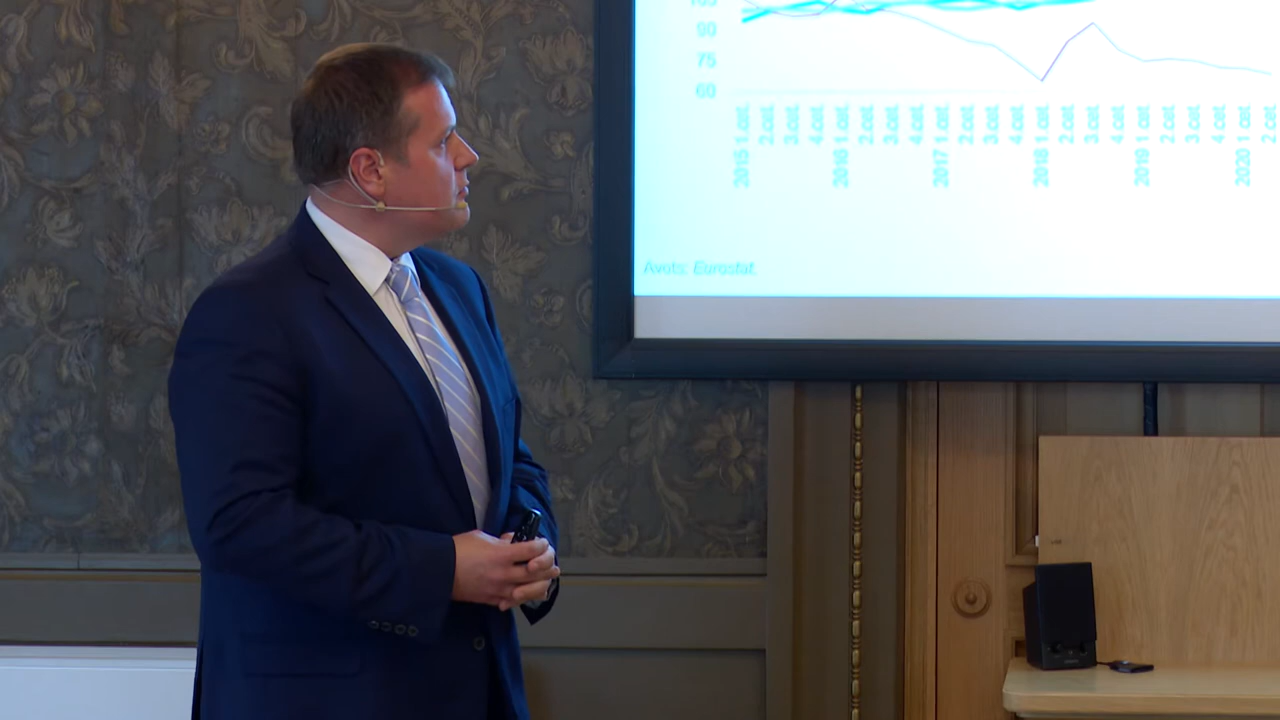 105
90
75
60
2015 1.cet.
2.cet.
3.cet.
4.cet.
2016 1.cet.
2.cet.
3.cet.
4.cet.
2017 1.cet.
2.cet.
3.cet.
4.cet.
2018 1.cet.
2.cet.
3.cet.
4.cet.
2019 1.cet.
2.cet.
3.cet.
4.cet.
2020 1.cet.
2.cet.
Avots: Eurostat.